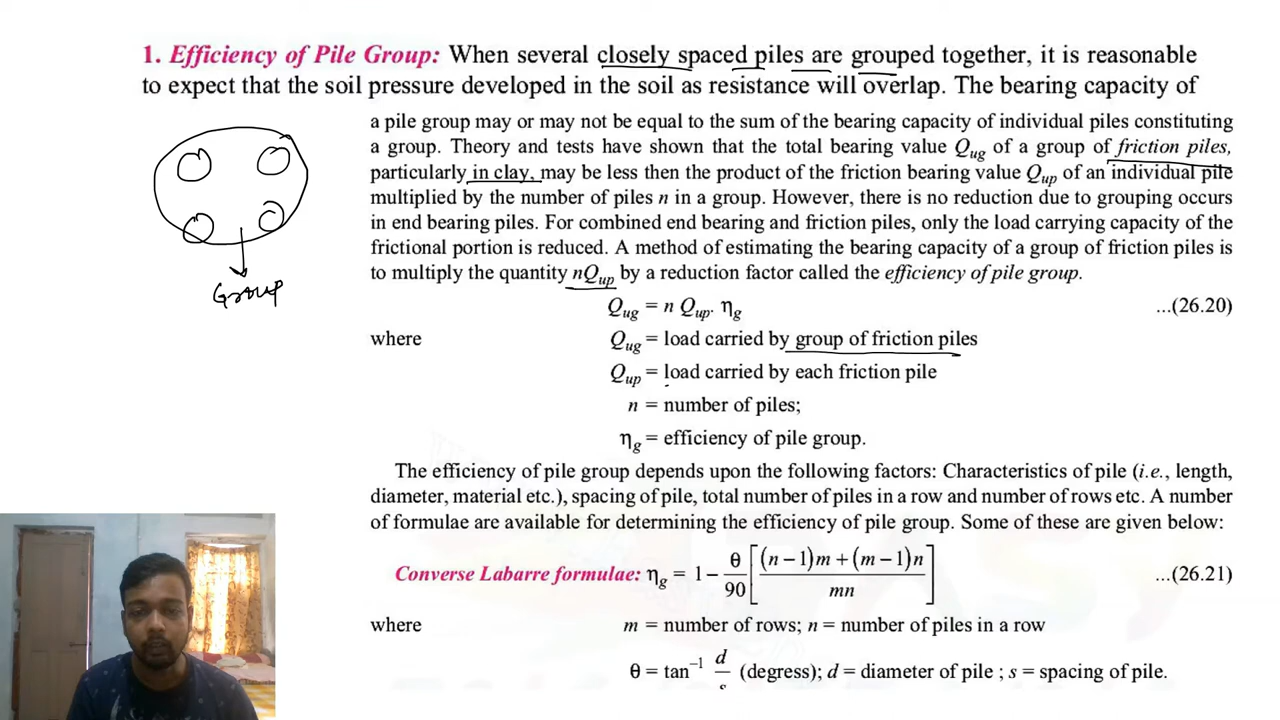 1. Efficiency of Pile Group: When several closely spaced piles are grouped together, it is reasonable
to expect that the soil pressure developed in the soil as resistance will overlap. The bearing capacity of
a pile group may or may not be equal to the sum of the bearing capacity of individual piles constituting
a group. Theory and tests have shown that the total bearing value Qug of a group of friction piles,
particularly in clay, may be less then the product of the friction bearing value Qup of an individual pile
multiplied by the number of piles n in a group. However, there is no reduction due to grouping occurs
in end bearing piles. For combined end bearing and friction piles, only the load carrying capacity of the
frictional portion is reduced. A method of estimating the bearing capacity of a group of friction piles is
to multiply the quantity nQup by a reduction factor called the efficiency of pile group.
Group
Qug = n Qup. ηg ...(26.20)
where Qug = load carried by group of friction piles
Qup = load carried by each friction pile
n = number of piles;
ηg = efficiency of pile group.
The efficiency of pile group depends upon the following factors: Characteristics of pile (i.e., length,
diameter, material etc.), spacing of pile, total number of piles in a row and number of rows etc. A number
of formulae are available for determining the efficiency of pile group. Some of these are given below:
Converse Labarre formulae: ηg = 1 − θ/90 [((n − 1)m + (m − 1)n)/mn] ...(26.21)
where m = number of rows; n = number of piles in a row
θ = tan⁻¹ d/s (degress); d = diameter of pile ; s = spacing of pile.